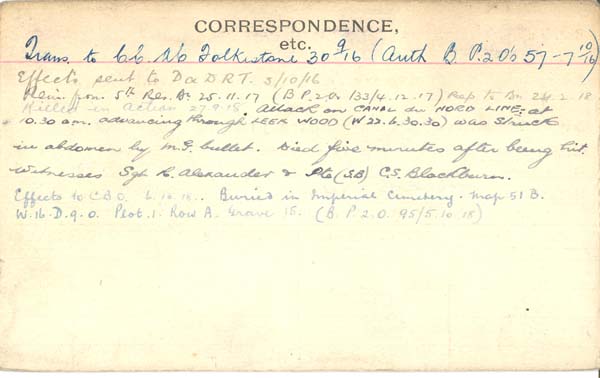 CORRESPONDENCE,
etc.
Trans. to C.C. Folkestone 30/9/16 (Auth B. P.2.O's 57-7/10/16)
Effects sent to D a D R T. 3/10/16
Rein from 5th Res. Bn 25.11.17 (B.P.2.O. 133/4.12.17) Rep to Bn 24.2.18
Killed in Action 27.9.18. Attack on CANAL du NORD LINE. at
10.30 am. advancing through LEEK WOOD (W 22.b.30.30) was struck
in abdomen by m.g. bullet. Died five minutes after being hit.
Witnesses Sgt R. Alexander & Pte (S.B) C.S. Blackburn.
Effects to C B O. 6.10.18. Buried in Imperial Cemetery. Map 51 B.
W.16.D.9.0. Plot.1. Row A. Grave 15. (B.P.2.O. 95/5.10.18)